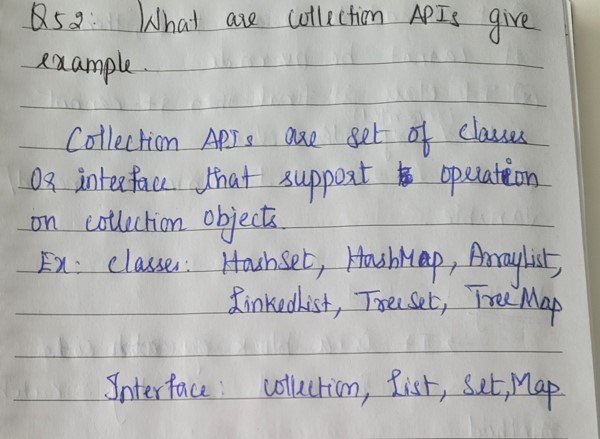 Q52: What are collection APIs give
example.
Collection APIs are set of classes
Or interface that support operation
on collection objects.
Ex: classes: HashSet, HashMap, ArrayList,
LinkedList, TreeSet, TreeMap
Interface: collection, List, Set, Map.